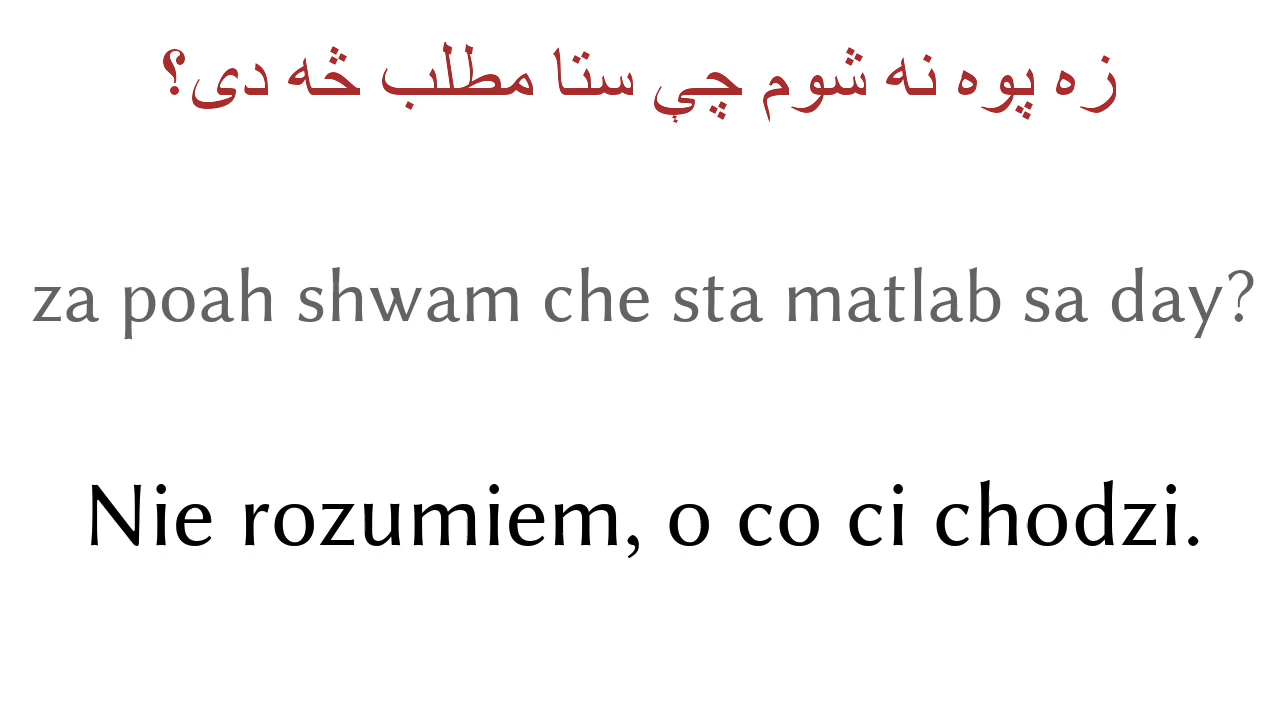 زه پوه نه شوم چې ستا مطلب څه دی؟
za poah shwam che sta matlab sa day?
Nie rozumiem, o co ci chodzi.